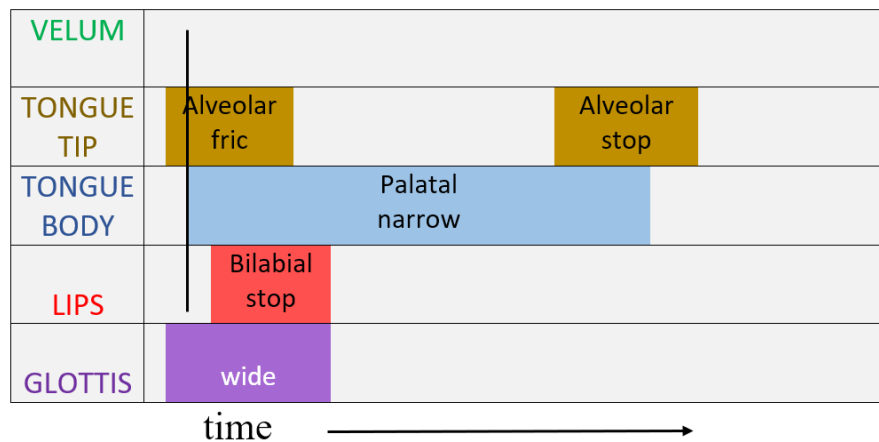 VELUM
TONGUE
TIP
Alveolar
fric
Alveolar
stop
TONGUE
BODY
Palatal
narrow
LIPS
Bilabial
stop
GLOTTIS
wide
time